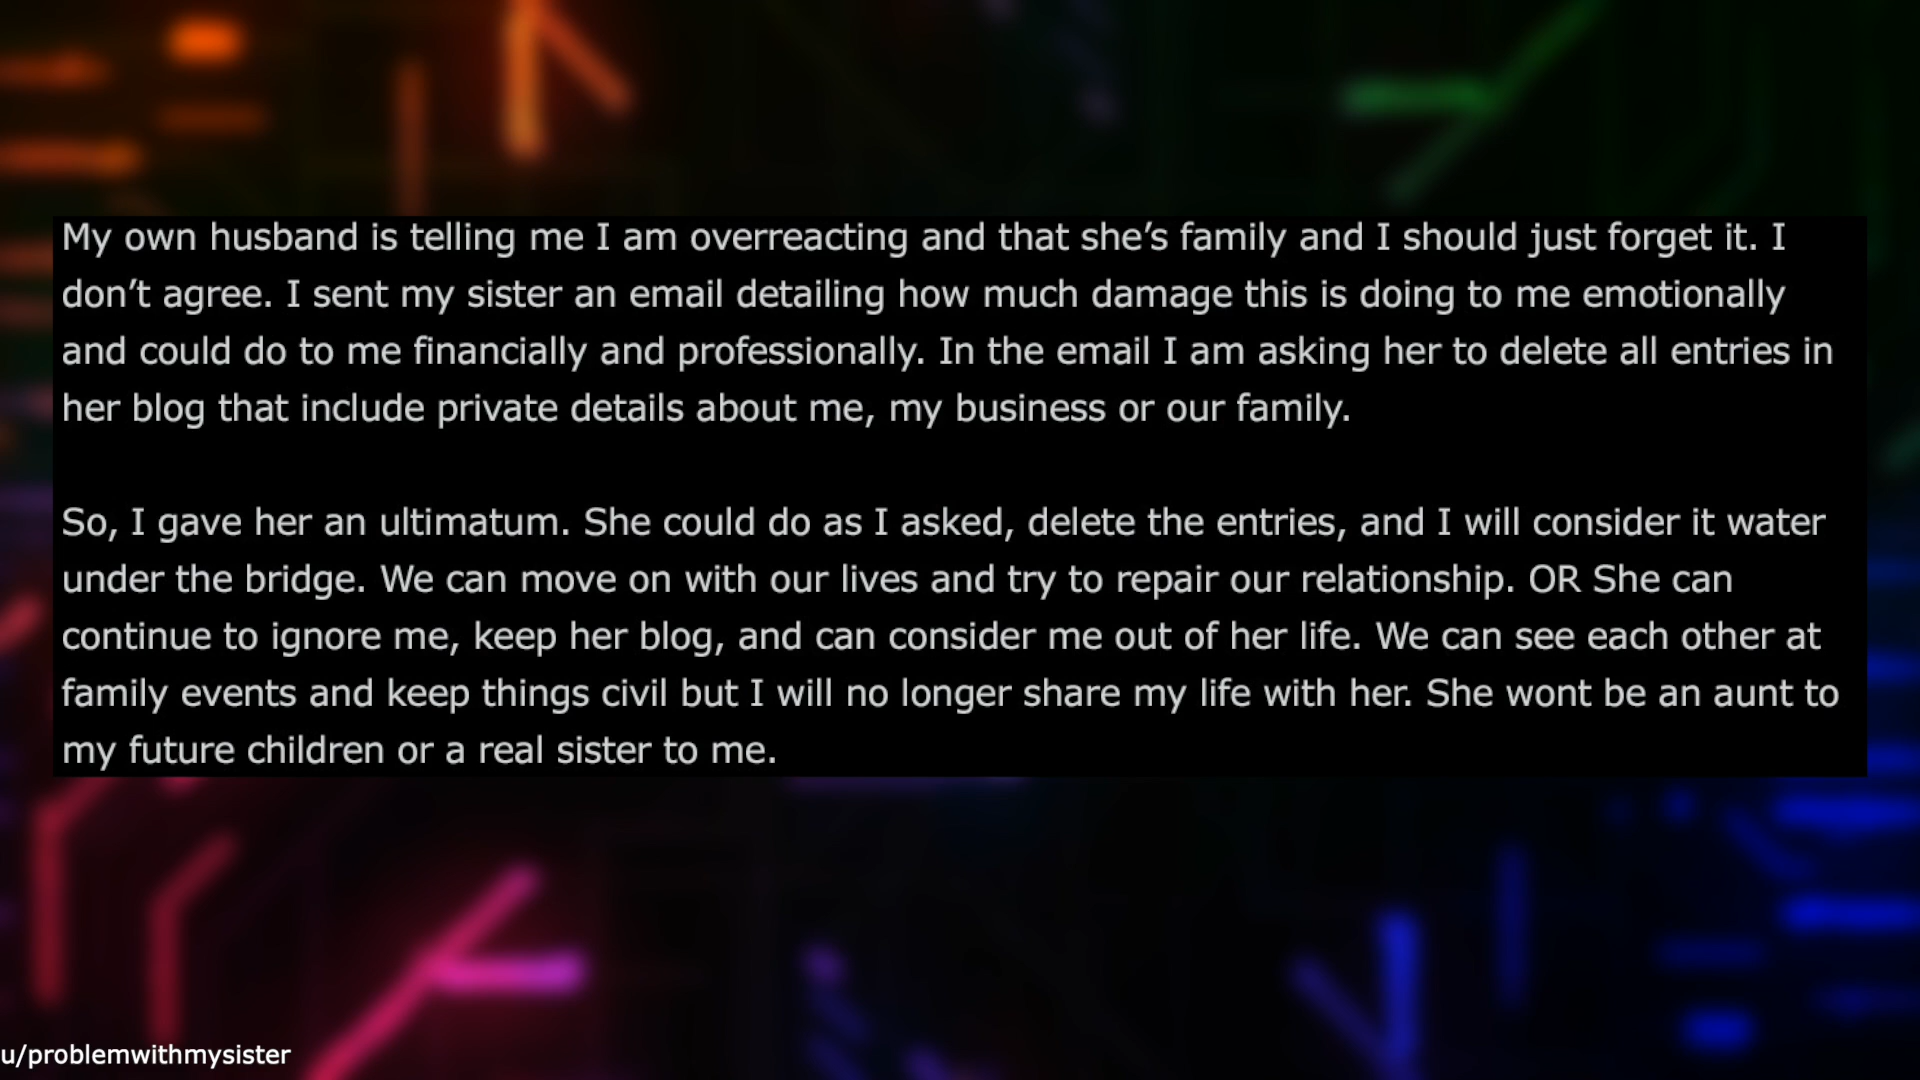 My own husband is telling me I am overreacting and that she’s family and I should just forget it. I
don’t agree. I sent my sister an email detailing how much damage this is doing to me emotionally
and could do to me financially and professionally. In the email I am asking her to delete all entries in
her blog that include private details about me, my business or our family.
So, I gave her an ultimatum. She could do as I asked, delete the entries, and I will consider it water
under the bridge. We can move on with our lives and try to repair our relationship. OR She can
continue to ignore me, keep her blog, and can consider me out of her life. We can see each other at
family events and keep things civil but I will no longer share my life with her. She wont be an aunt to
my future children or a real sister to me.
u/problemwithmysister